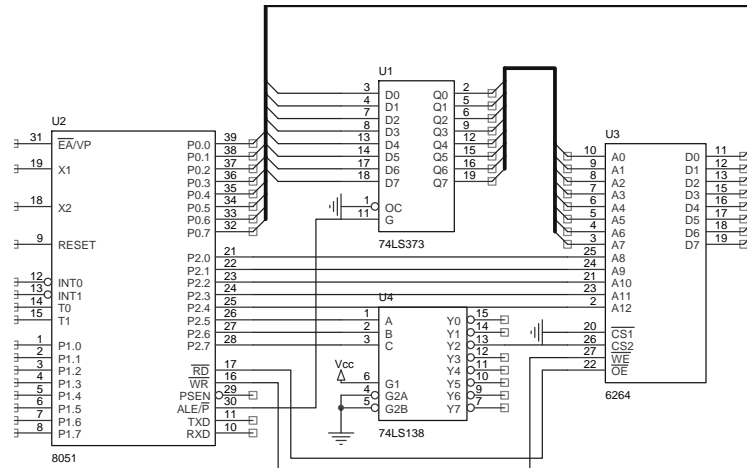 U2
31 EA/VP P0.0 39
P0.1 38
19 X1 P0.2 37
P0.3 36
P0.4 35
18 X2 P0.5 34
P0.6 33
P0.7 32
9 RESET
P2.0 21
P2.1 22
12 INT0 P2.2 23
13 INT1 P2.3 24
14 T0 P2.4 25
15 T1 P2.5 26
P2.6 27
1 P1.0 P2.7 28
2 P1.1
3 P1.2 RD 17
4 P1.3 WR 16
5 P1.4 PSEN 29
6 P1.5 ALE/P 30
7 P1.6 TXD 11
8 P1.7 RXD 10
8051
U1
3 D0 Q0 2
4 D1 Q1 5
7 D2 Q2 6
8 D3 Q3 9
13 D4 Q4 12
14 D5 Q5 15
17 D6 Q6 16
18 D7 Q7 19
1 OC
11 G
74LS373
U4
1 A Y0 15
2 B Y1 14
3 C Y2 13
Y3 12
Vcc Y4 11
6 G1 Y5 10
4 G2A Y6 9
5 G2B Y7 7
74LS138
U3
10 A0 D0 11
9 A1 D1 12
8 A2 D2 13
7 A3 D3 15
6 A4 D4 16
5 A5 D5 17
4 A6 D6 18
3 A7 D7 19
25 A8
24 A9
21 A10
23 A11
2 A12
20 CS1
26 CS2
27 WE
22 OE
6264